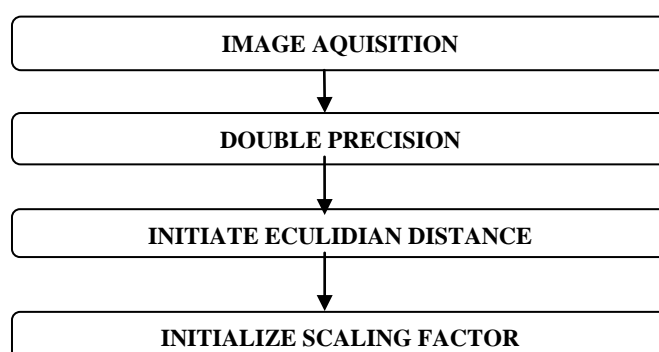 IMAGE AQUISITION
DOUBLE PRECISION
INITIATE ECULIDIAN DISTANCE
INITIALIZE SCALING FACTOR